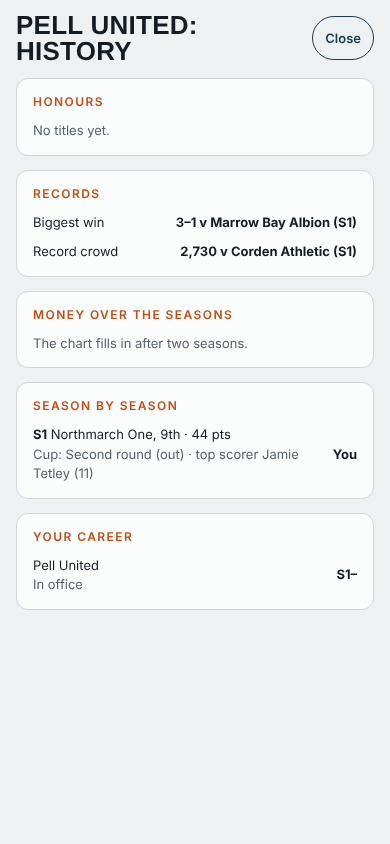 PELL UNITED:
HISTORY
Close
HONOURS
No titles yet.
RECORDS
Biggest win 3–1 v Marrow Bay Albion (S1)
Record crowd 2,730 v Corden Athletic (S1)
MONEY OVER THE SEASONS
The chart fills in after two seasons.
SEASON BY SEASON
S1 Northmarch One, 9th · 44 pts
Cup: Second round (out) · top scorer Jamie
Tetley (11)
You
YOUR CAREER
Pell United
In office
S1–